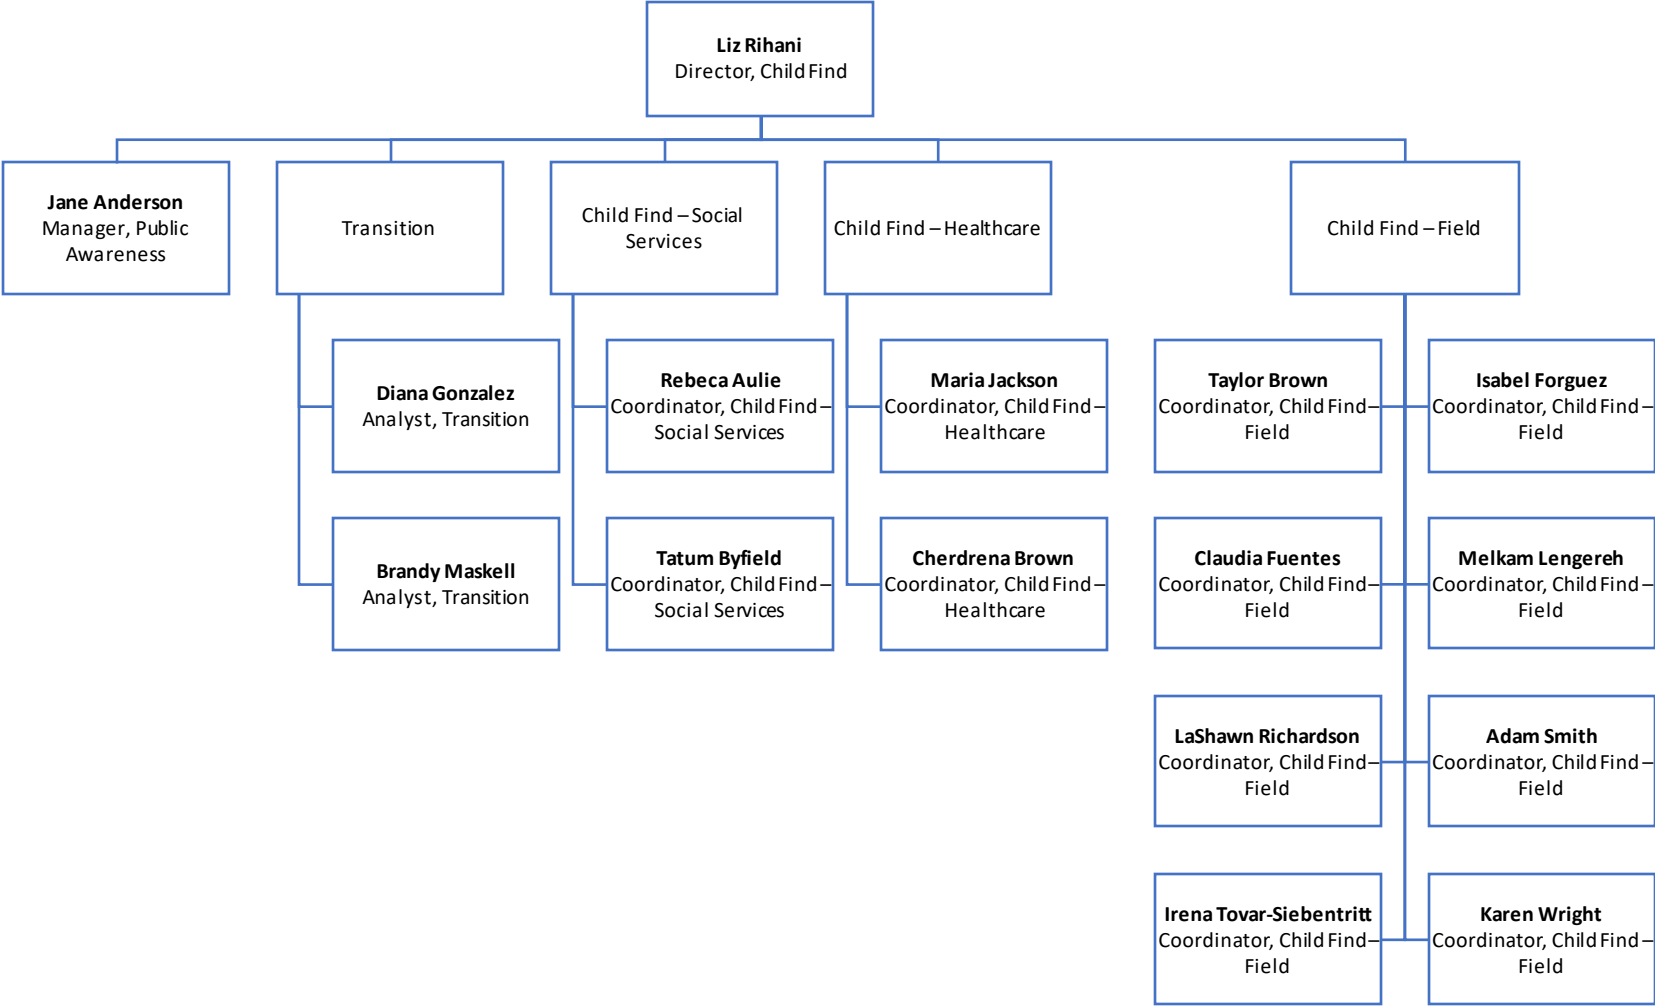 Liz Rihani
Director, Child Find
Jane Anderson
Manager, Public
Awareness
Transition
Child Find – Social
Services
Child Find – Healthcare
Child Find – Field
Diana Gonzalez
Analyst, Transition
Rebeca Aulie
Coordinator, Child Find –
Social Services
Maria Jackson
Coordinator, Child Find –
Healthcare
Taylor Brown
Coordinator, Child Find –
Field
Isabel Forguez
Coordinator, Child Find –
Field
Brandy Maskell
Analyst, Transition
Tatum Byfield
Coordinator, Child Find –
Social Services
Cherdrena Brown
Coordinator, Child Find –
Healthcare
Claudia Fuentes
Coordinator, Child Find –
Field
Melkam Lengereh
Coordinator, Child Find –
Field
LaShawn Richardson
Coordinator, Child Find –
Field
Adam Smith
Coordinator, Child Find –
Field
Irena Tovar-Siebentritt
Coordinator, Child Find –
Field
Karen Wright
Coordinator, Child Find –
Field